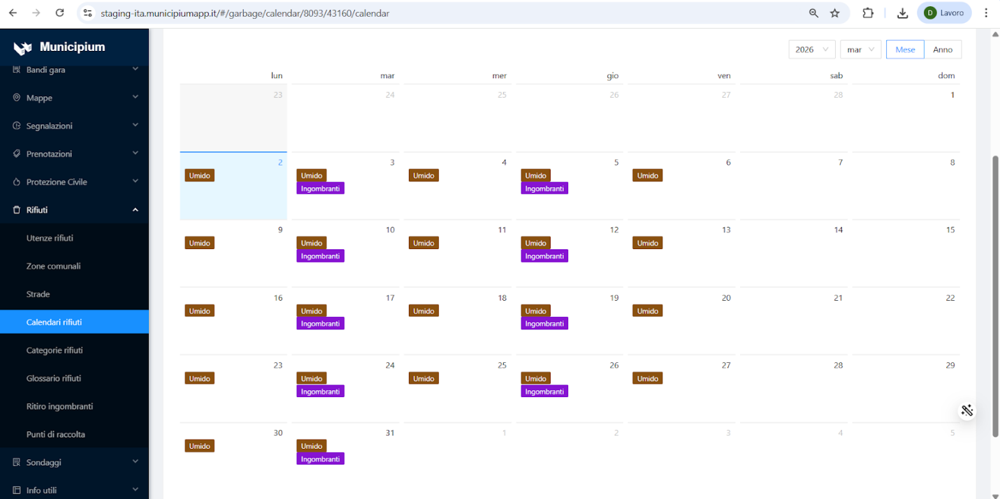 staging-ita.municipiumapp.it/#/garbage/calendar/8093/43160/calendar
D Lavoro
Municipium
Bandi gara
Mappe
Segnalazioni
Prenotazioni
Protezione Civile
Rifiuti
Utenze rifiuti
Zone comunali
Strade
Calendari rifiuti
Categorie rifiuti
Glossario rifiuti
Ritiro ingombranti
Punti di raccolta
Sondaggi
Info utili
2026 mar Mese Anno
lun mar mer gio ven sab dom
23 24 25 26 27 28 1
2 3 4 5 6 7 8
Umido Umido Umido Umido Umido
Ingombranti Ingombranti
9 10 11 12 13 14 15
Umido Umido Umido Umido Umido
Ingombranti Ingombranti
16 17 18 19 20 21 22
Umido Umido Umido Umido Umido
Ingombranti Ingombranti
23 24 25 26 27 28 29
Umido Umido Umido Umido Umido
Ingombranti Ingombranti
30 31 1 2 3 4 5
Umido Umido
Ingombranti